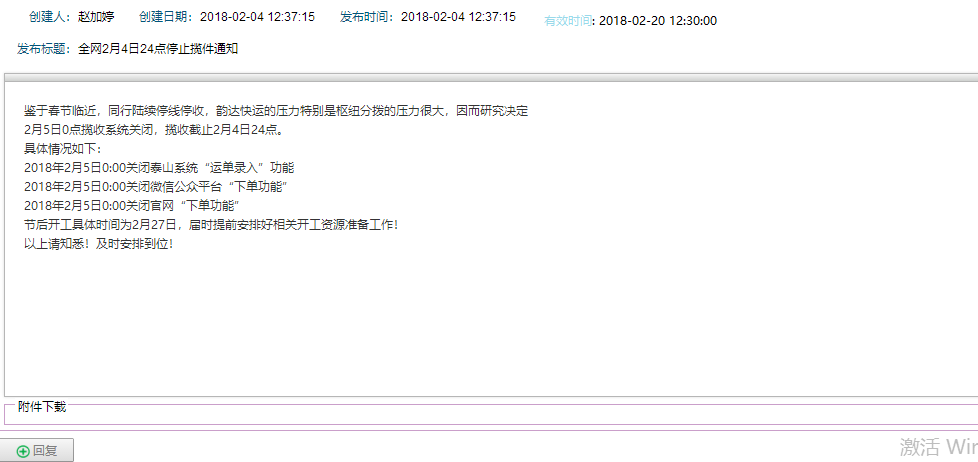 创建人：赵加婷 创建日期：2018-02-04 12:37:15 发布时间：2018-02-04 12:37:15 有效时间: 2018-02-20 12:30:00
发布标题：全网2月4日24点停止揽件通知
鉴于春节临近，同行陆续停线停收，韵达快运的压力特别是枢纽分拨的压力很大，因而研究决定
2月5日0点揽收系统关闭，揽收截止2月4日24点。
具体情况如下：
2018年2月5日0:00关闭泰山系统“运单录入”功能
2018年2月5日0:00关闭微信公众平台“下单功能”
2018年2月5日0:00关闭官网“下单功能”
节后开工具体时间为2月27日，届时提前安排好相关开工资源准备工作！
以上请知悉！及时安排到位！
附件下载
回复
激活 Win